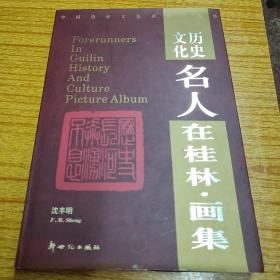 Forerunners
In
Guilin
History
And
Culture
Picture Album
历史
文化
名人在桂林·画集
沈丰明
F. M. Sheng
新世纪出版社